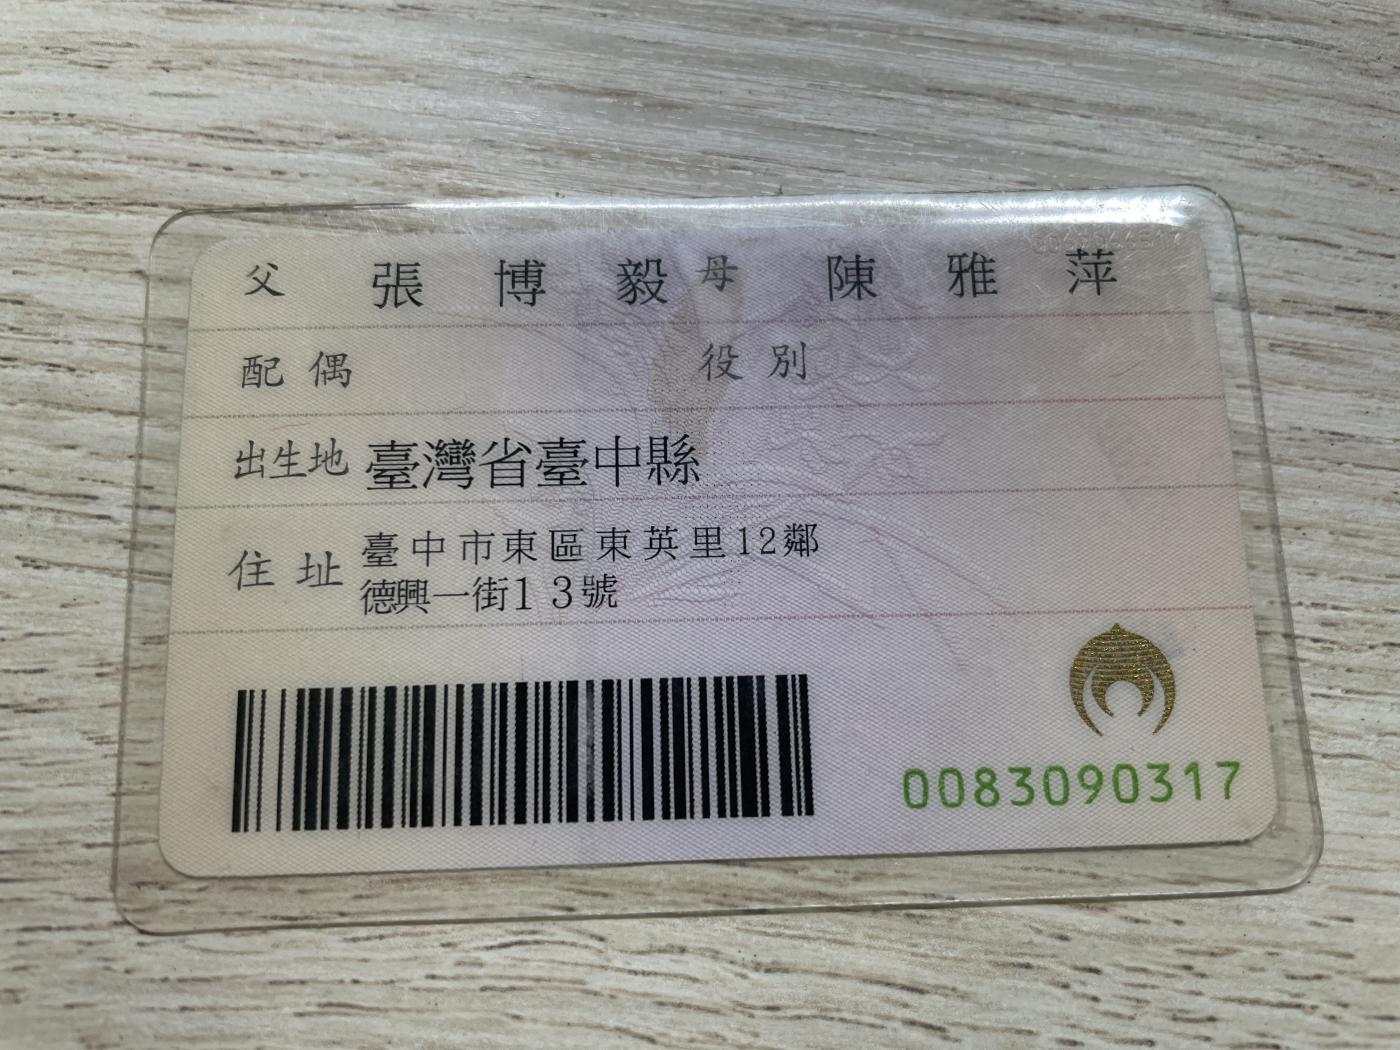 父 張博毅 母 陳雅萍
配偶 役別
出生地 臺灣省臺中縣
住址 臺中市東區東英里12鄰
德興一街13號
0083090317